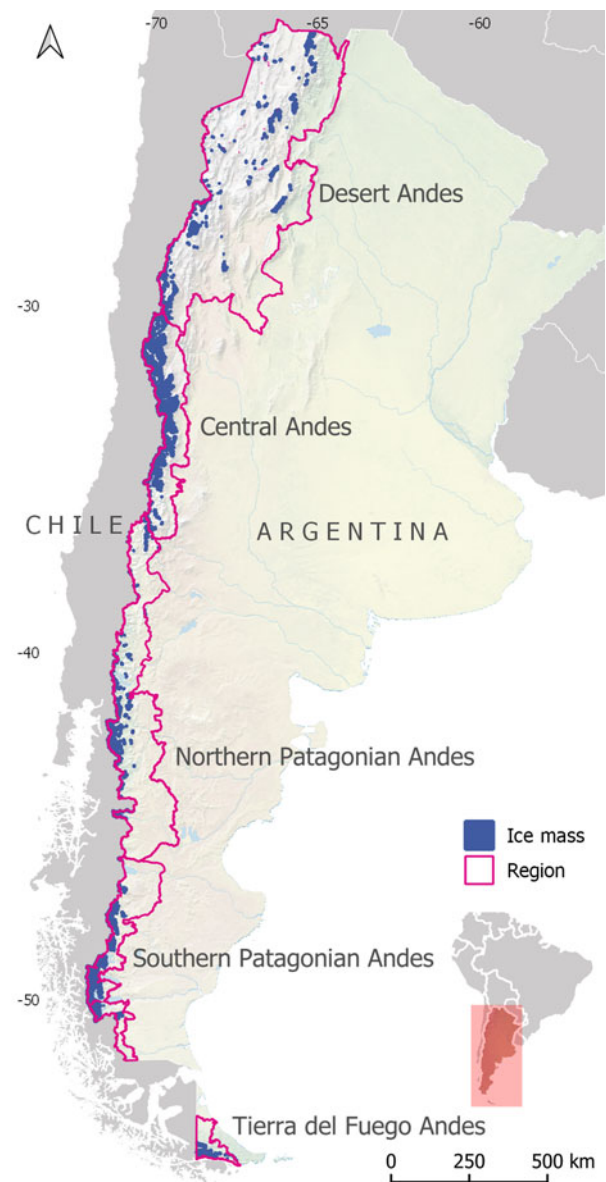 -70
-65
-60
Desert Andes
-30
Central Andes
CHILE
ARGENTINA
-40
Northern Patagonian Andes
Ice mass
Region
Southern Patagonian Andes
-50
Tierra del Fuego Andes
0 250 500 km